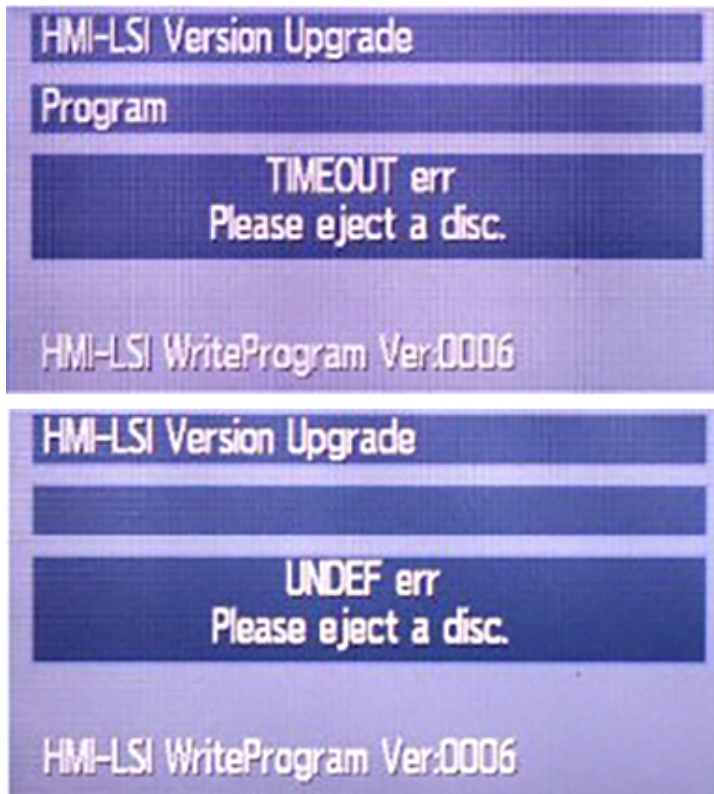 HMI-LSI Version Upgrade
Program
TIMEOUT err
Please eject a disc.
HMI-LSI WriteProgram Ver:0006
HMI-LSI Version Upgrade
UNDEF err
Please eject a disc.
HMI-LSI WriteProgram Ver:0006